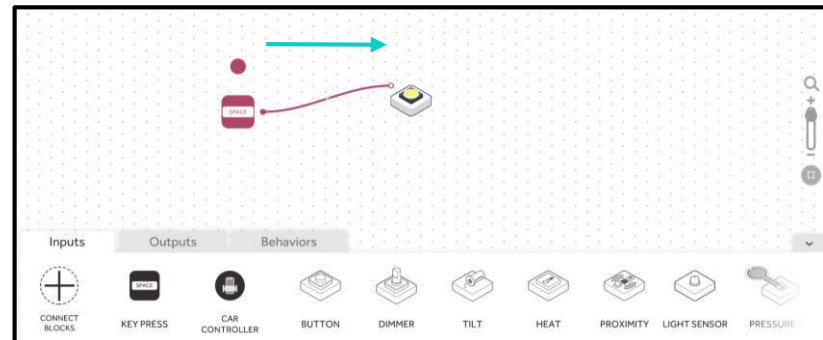 SPACE
Inputs
Outputs
Behaviors
CONNECT
BLOCKS
SPACE
KEY PRESS
CAR
CONTROLLER
BUTTON
DIMMER
TILT
HEAT
PROXIMITY
LIGHT SENSOR
PRESSURE